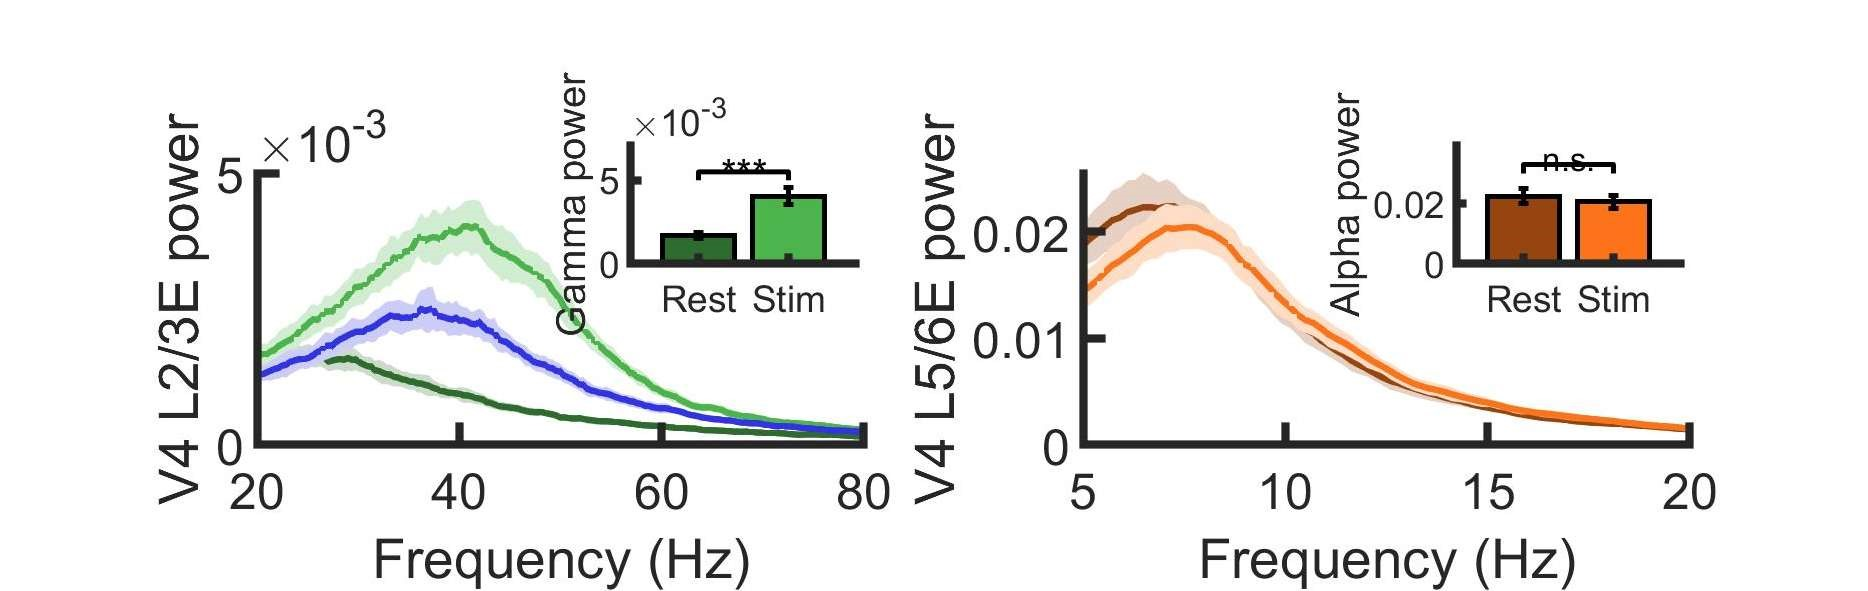 V4 L2/3E power
×10-3
5
0
20 40 60 80
Frequency (Hz)
Gamma power
×10-3
5
0
***
Rest Stim
V4 L5/6E power
0.02
0.01
0
5 10 15 20
Frequency (Hz)
Alpha power
0.02
0
n.s.
Rest Stim